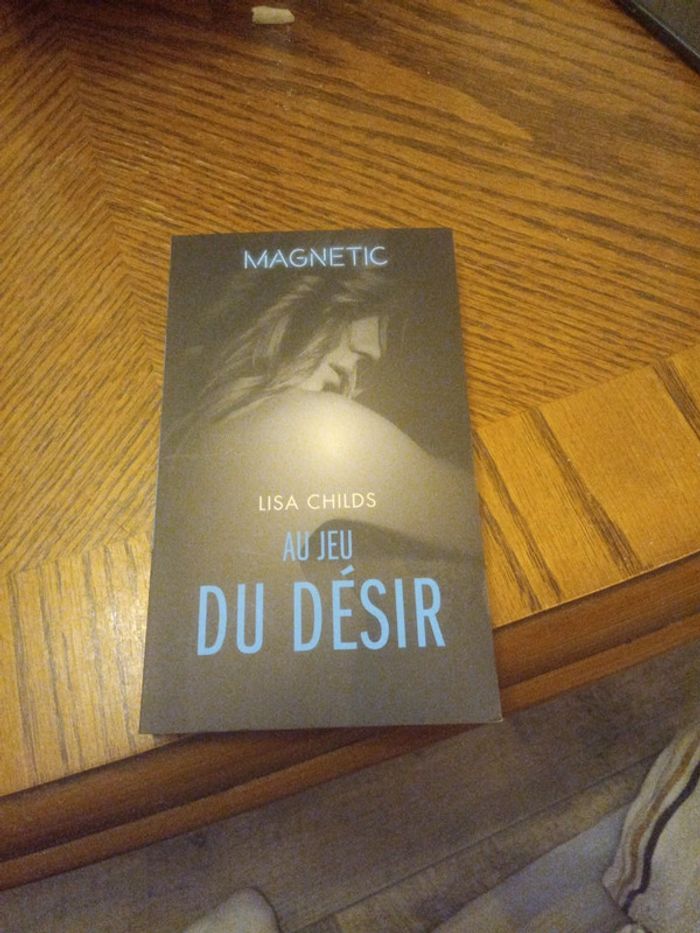 MAGNETIC
LISA CHILDS
AU JEU
DU DÉSIR